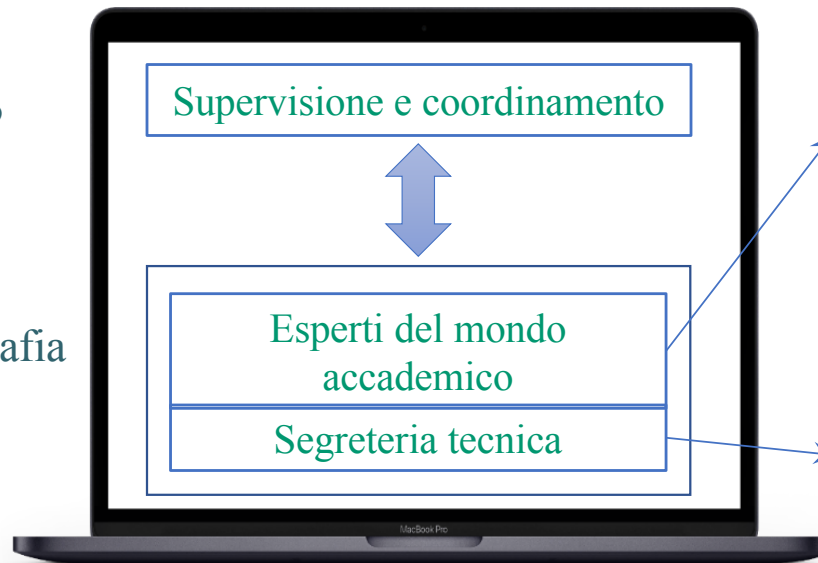 Supervisione e coordinamento
Esperti del mondo
accademico
afia
Segreteria tecnica
MacBook Pro